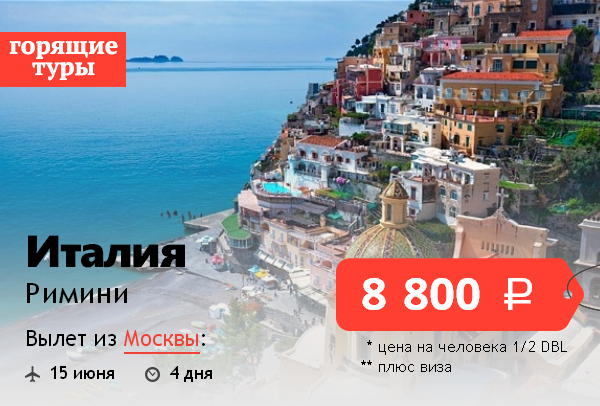 горящие
туры
Италия
Римини
Вылет из Москвы:
15 июня 4 дня
8 800 ₽
* цена на человека 1/2 DBL
** плюс виза